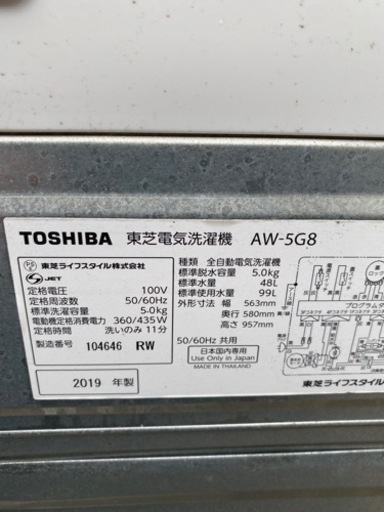 TOSHIBA 東芝電気洗濯機 AW-5G8
PS E
JET
東芝ライフスタイル株式会社
定格電圧 100V
定格周波数 50/60Hz
標準洗濯容量 5.0kg
電動機定格消費電力 360/435W
定格時間 洗いのみ 11分
製造番号 104646 RW
2019 年製
種類 全自動電気洗濯機
標準脱水容量 5.0kg
標準水量 48L
標準使用水量 99L
外形寸法 幅 563mm
奥行 580mm
高さ 957mm
50/60Hz 共用
日本国内専用
Use Only in Japan
MADE IN THAILAND
プログラムタ
東芝ライフスタイル